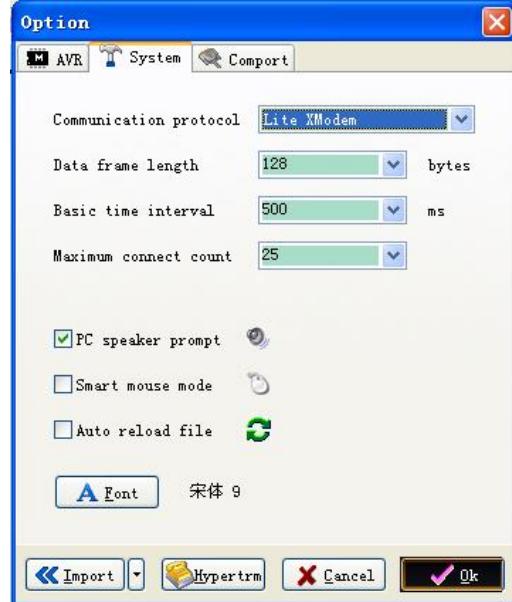 Option
AVR System Comport
Communication protocol Lite XModem
Data frame length 128 bytes
Basic time interval 500 ms
Maximum connect count 25
PC speaker prompt
Smart mouse mode
Auto reload file
A Font 宋体 9
Import Hypertrm Cancel Ok